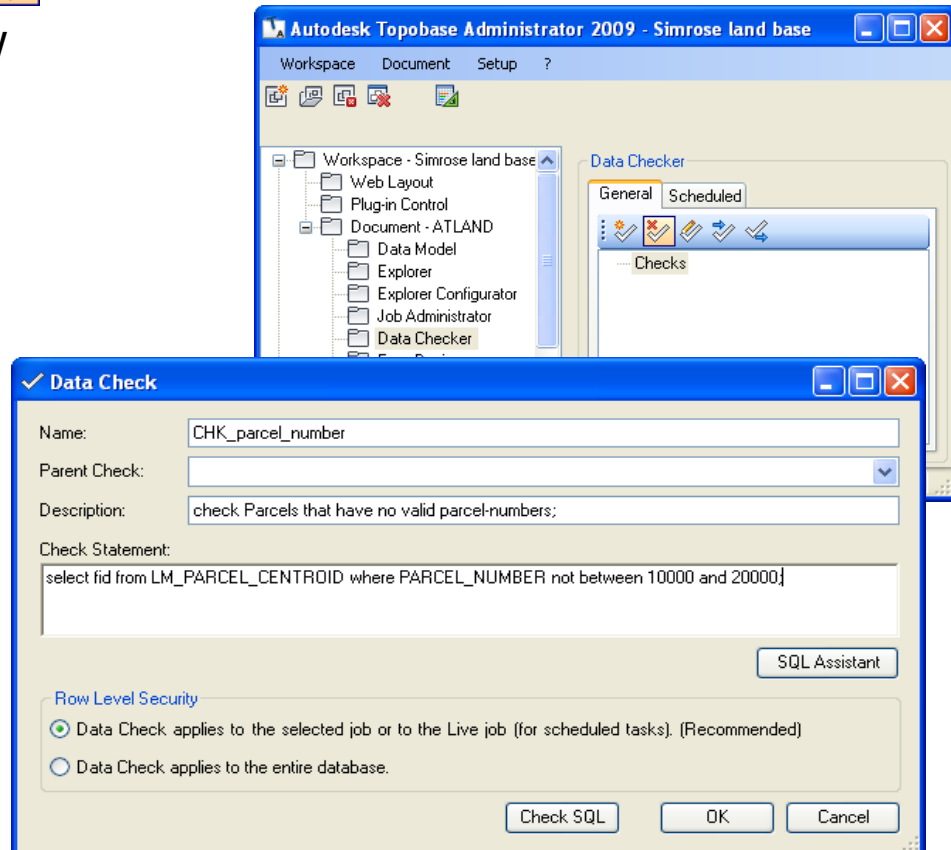 Autodesk Topobase Administrator 2009 - Simrose land base
Workspace Document Setup ?
Workspace - Simrose land base
Web Layout
Plug-in Control
Document - ATLAND
Data Model
Explorer
Explorer Configurator
Job Administrator
Data Checker
Data Checker
General Scheduled
Checks
Data Check
Name: CHK_parcel_number
Parent Check:
Description: check Parcels that have no valid parcel-numbers;
Check Statement:
select fid from LM_PARCEL_CENTROID where PARCEL_NUMBER not between 10000 and 20000;
SQL Assistant
Row Level Security
Data Check applies to the selected job or to the Live job (for scheduled tasks). (Recommended)
Data Check applies to the entire database.
Check SQL OK Cancel